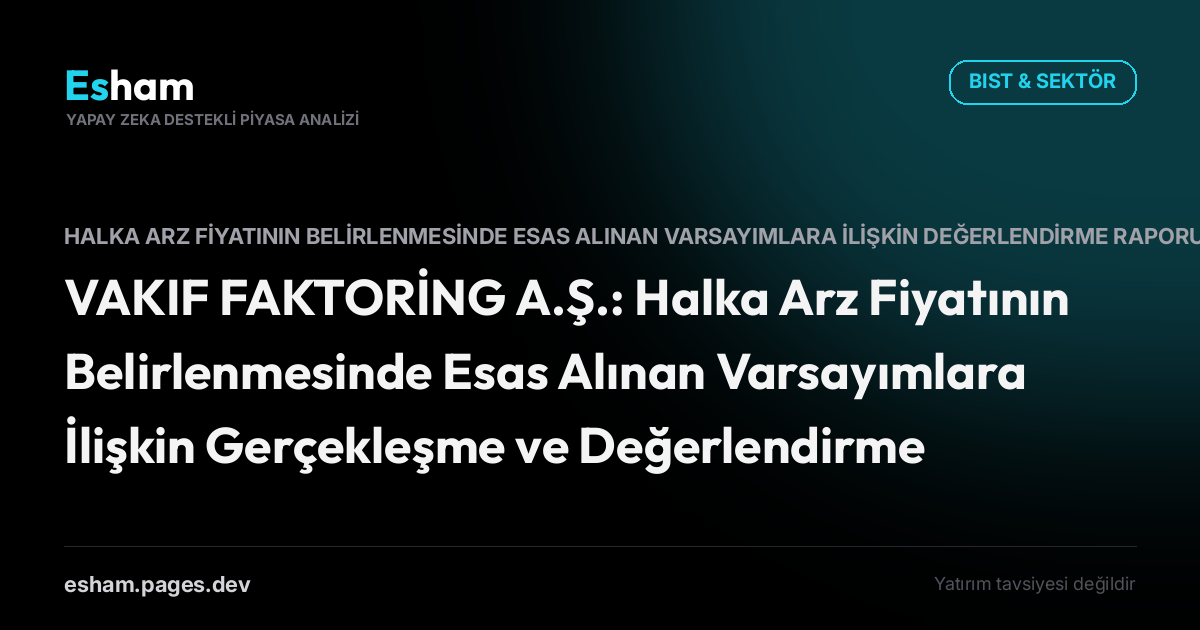 Esham
YAPAY ZEKA DESTEKLİ PİYASA ANALİZİ
BIST & SEKTÖR
HALKA ARZ FİYATININ BELİRLENMESİNDE ESAS ALINAN VARSAYIMLARA İLİŞKİN DEĞERLENDİRME RAPORU
VAKIF FAKTORİNG A.Ş.: Halka Arz Fiyatının
Belirlenmesinde Esas Alınan Varsayımlara
İlişkin Gerçekleşme ve Değerlendirme
esham.pages.dev
Yatırım tavsiyesi değildir